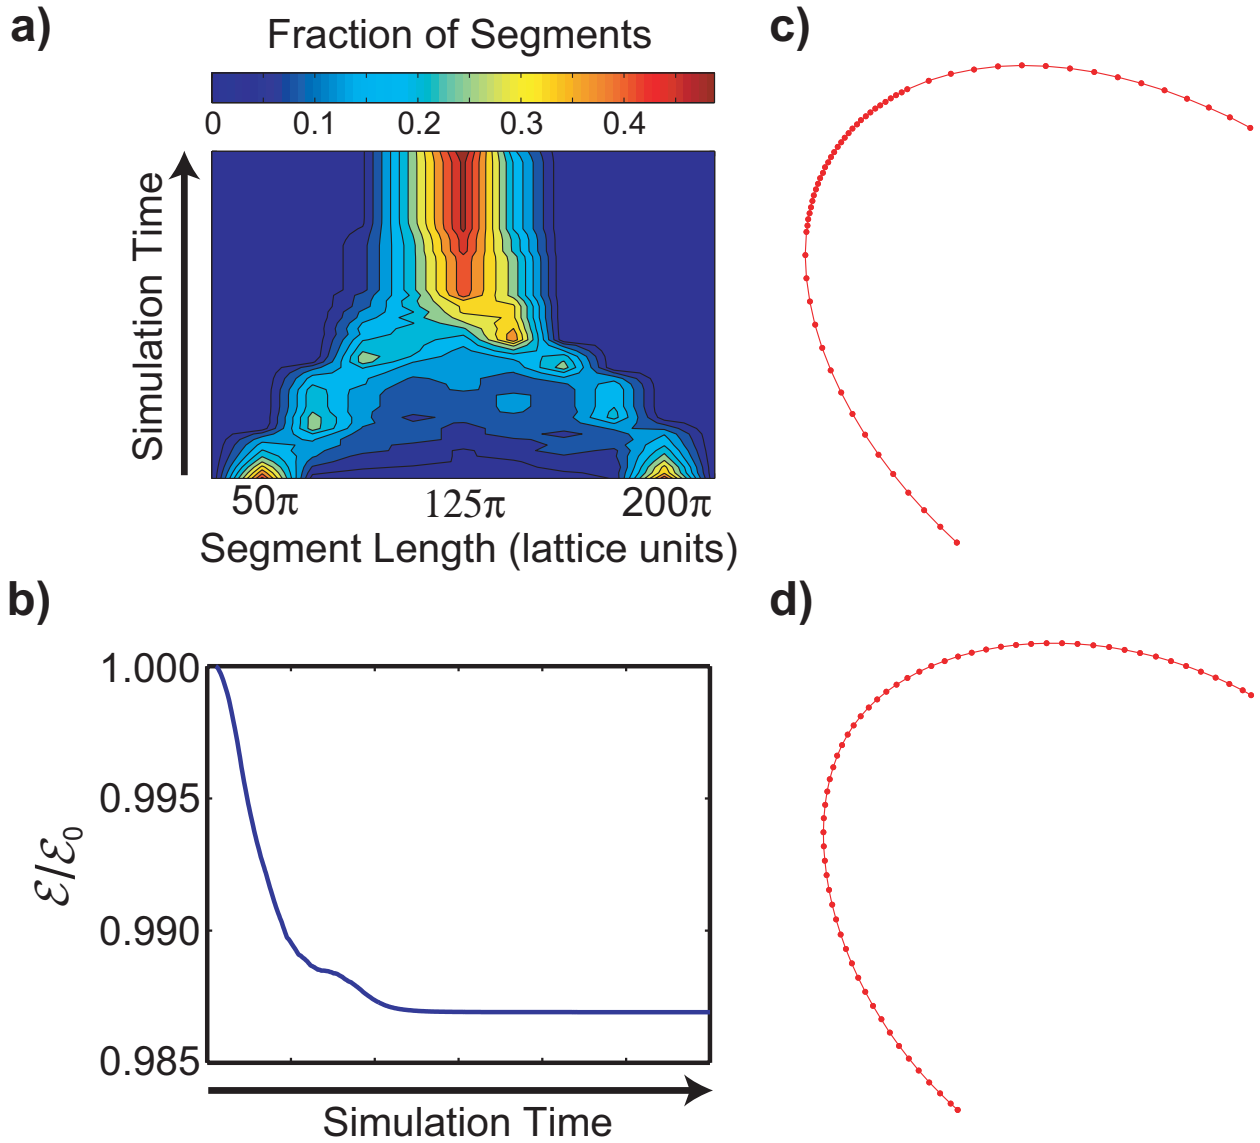 a)
Fraction of Segments
0 0.1 0.2 0.3 0.4
Simulation Time
50π 125π 200π
Segment Length (lattice units)
b)
1.000
0.995
0.990
0.985
ℰ/ℰ₀
Simulation Time
c)
d)